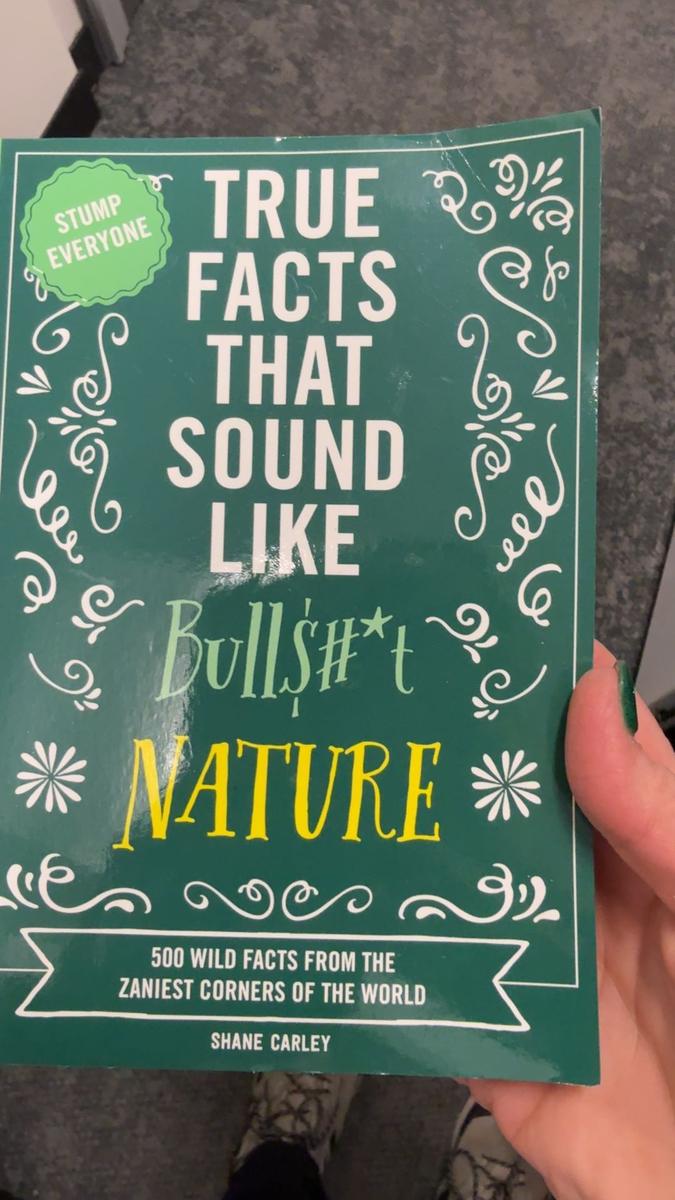 STUMP
EVERYONE
TRUE
FACTS
THAT
SOUND
LIKE
Bull$#*t
NATURE
500 WILD FACTS FROM THE
ZANIEST CORNERS OF THE WORLD
SHANE CARLEY